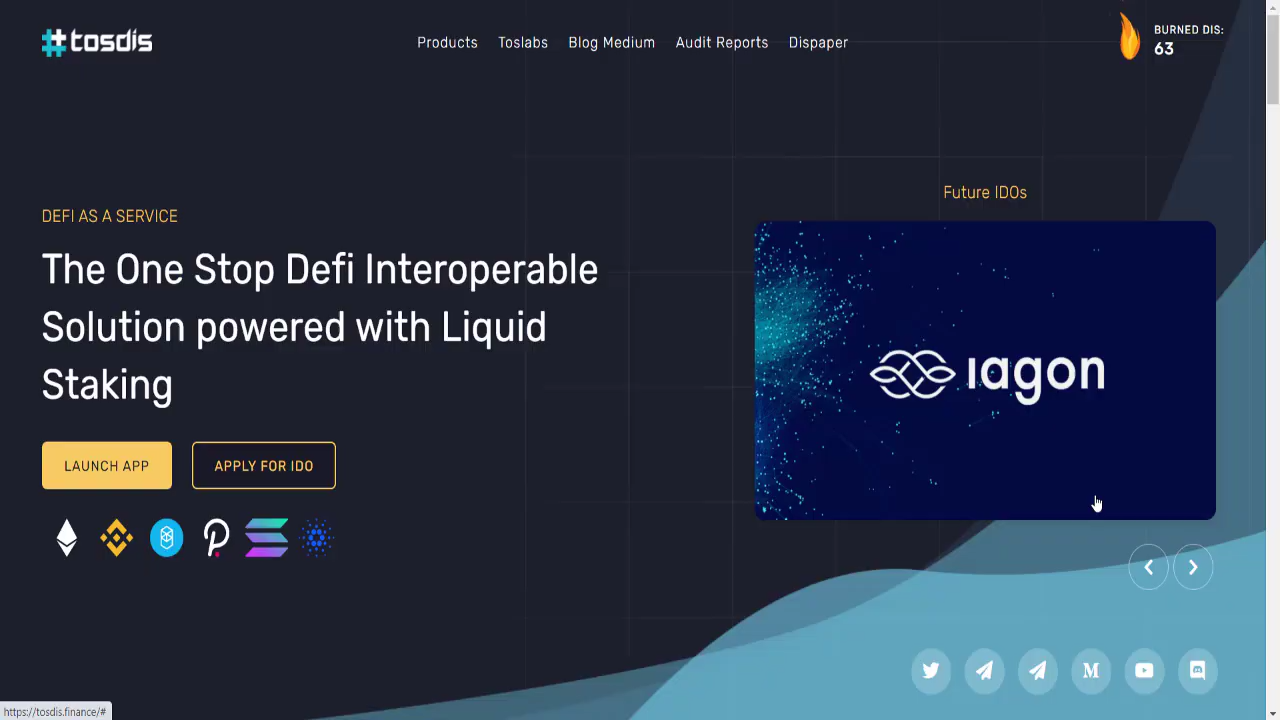 #tosdis
Products Toslabs Blog Medium Audit Reports Dispaper
BURNED DIS:
63
DEFI AS A SERVICE
The One Stop Defi Interoperable
Solution powered with Liquid
Staking
LAUNCH APP APPLY FOR IDO
Future IDOs
iagon
https://tosdis.finance/#